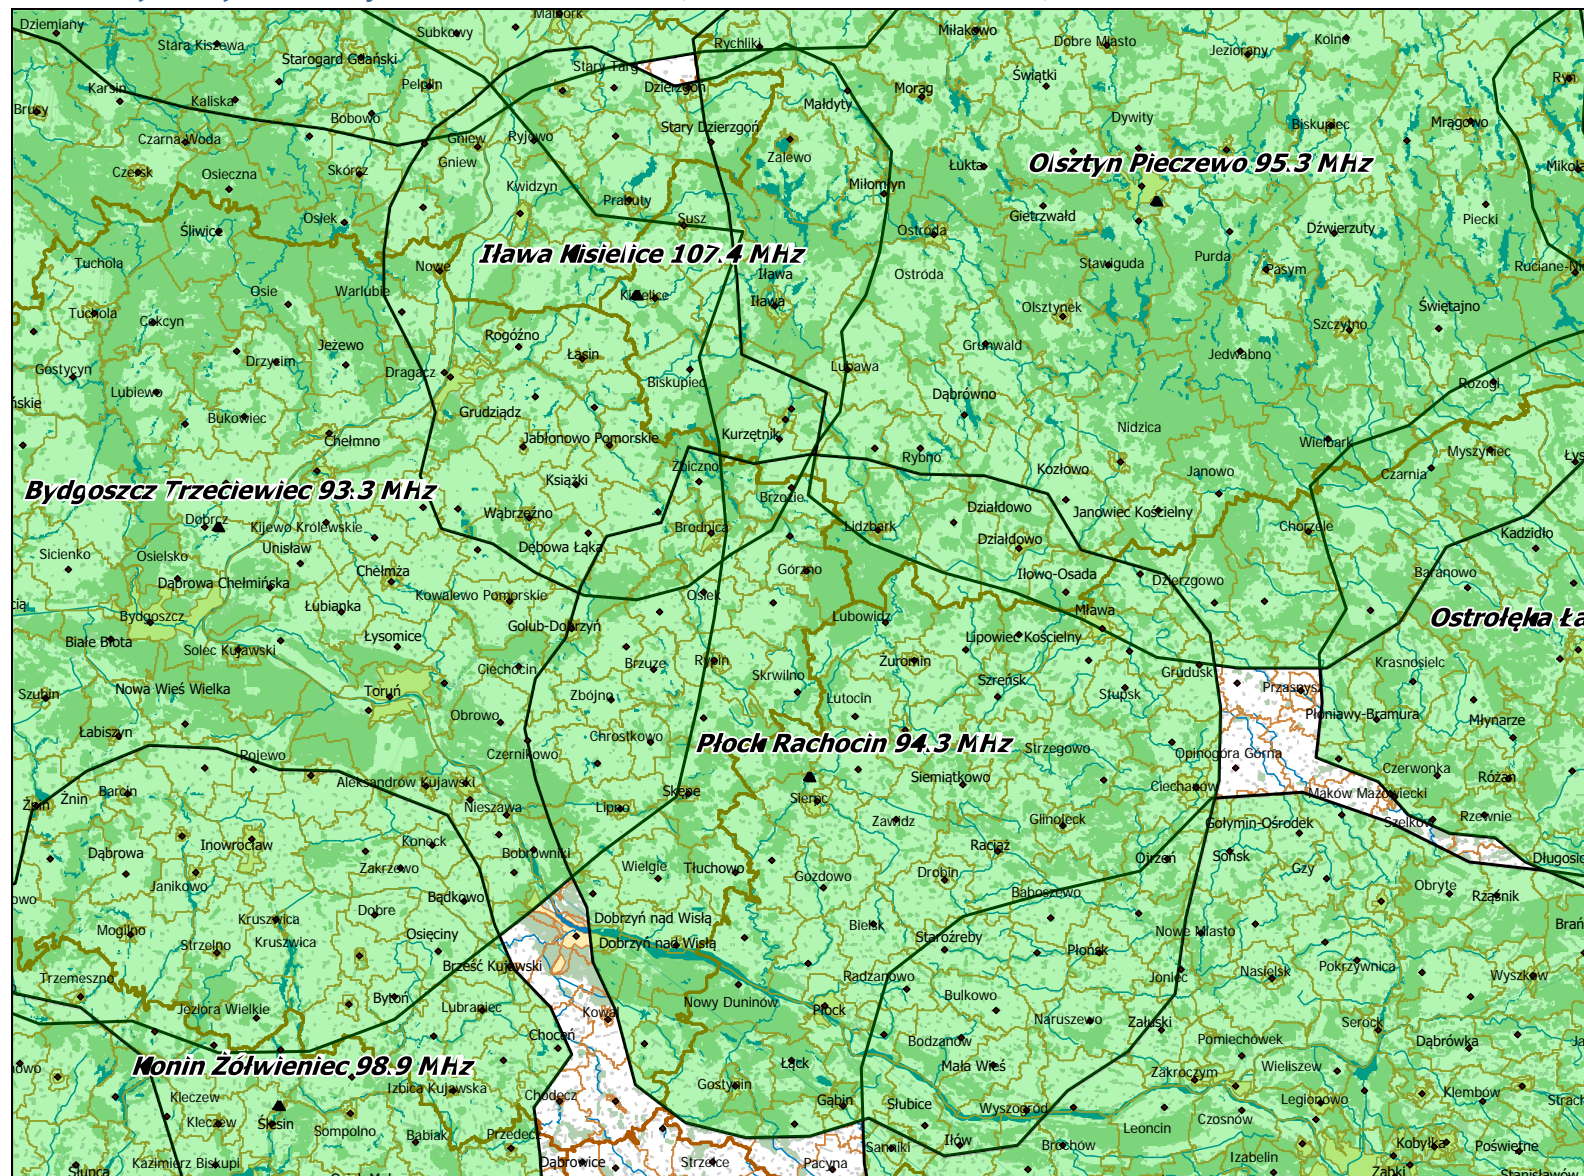 Dziemiany
Subkowy
Malbork
Miłakowo
Kolno
Stara Kiszewa
Rychliki
Dobre Miasto
Jeziorany
Starogard Gdański
Stary Targ
Świątki
Ryn
Karsin
Kaliska
Pelplin
Dzierzgoń
Małdyty
Morąg
Brusy
Bobowo
Stary Dzierzgoń
Dywity
Biskupiec
Mrągowo
Czarna Woda
Gniew
Ryjewo
Gniew
Zalewo
Łukta
Olsztyn Pieczewo 95.3 MHz
Czersk
Osieczna
Skórcz
Kwidzyn
Miłomłyn
Prabuty
Osiek
Susz
Gietrzwałd
Piecki
Śliwice
Ostróda
Dźwierzuty
Iława Kisielice 107.4 MHz
Tuchola
Nowe
Iława
Ostróda
Stawiguda
Purda
Pasym
Osie
Warlubie
Kisielice
Iława
Olsztynek
Świętajno
Tuchola
Cekcyn
Rogóźno
Szczytno
Jeżewo
Łasin
Grunwald
Jedwabno
Gostycyn
Drzycim
Dragacz
Biskupiec
Lubawa
Rozogi
Lubiewo
Bukowiec
Grudziądz
Dąbrówno
Chełmno
Jabłonowo Pomorskie
Kurzętnik
Nidzica
Wielbark
Myszyniec
Zbiczno
Rybno
Kozłowo
Janowo
Czarnia
Bydgoszcz Trzeciewiec 93.3 MHz
Książki
Brzozie
Dobrcz
Kijewo Królewskie
Wąbrzeźno
Brodnica
Lidzbark
Działdowo
Janowiec Kościelny
Chorzele
Kadzidło
Sicienko
Osielsko
Unisław
Dębowa Łąka
Działdowo
Dąbrowa Chełmińska
Chełmża
Górzno
Iłowo-Osada
Dzierzgowo
Baranowo
Łubianka
Kowalewo Pomorskie
Osiek
Bydgoszcz
Golub-Dobrzyń
Lubowidz
Mława
Białe Błota
Solec Kujawski
Łysomice
Lipowiec Kościelny
Ciechocin
Brzuze
Rypin
Skrwilno
Żuromin
Grudusk
Krasnosielc
Szubin
Nowa Wieś Wielka
Toruń
Zbójno
Lutocin
Szreńsk
Stupsk
Przasnysz
Łabiszyn
Obrowo
Chrostkowo
Płoniawy-Bramura
Młynarze
Rojewo
Czernikowo
Płock Rachocin 94.3 MHz
Strzegowo
Opinogóra Górna
Czerwonka
Żnin
Żnin
Barcin
Aleksandrów Kujawski
Skępe
Sierpc
Siemiątkowo
Ciechanów
Maków Mazowiecki
Różan
Nieszawa
Lipno
Zawidz
Glinojeck
Gołymin-Ośrodek
Szelków
Rzewnie
Dąbrowa
Inowrocław
Koneck
Bobrowniki
Raciąż
Ojrzeń
Sońsk
Janikowo
Zakrzewo
Wielgie
Tłuchowo
Gozdowo
Drobin
Gzy
Obryte
Rząśnik
Bądkowo
Baboszewo
Mogilno
Kruszwica
Dobre
Dobrzyń nad Wisłą
Bielsk
Staroźreby
Płońsk
Nowe Miasto
Strzelno
Kruszwica
Osięciny
Dobrzyń nad Wisłą
Trzemeszno
Brześć Kujawski
Radzanowo
Joniec
Nasielsk
Pokrzywnica
Wyszków
Jeziora Wielkie
Bytoń
Lubraniec
Kowal
Nowy Duninów
Płock
Bulkowo
Naruszewo
Załuski
Serock
Choceń
Bodzanów
Pomiechówek
Dąbrówka
Konin Żółwieniec 98.9 MHz
Łąck
Mała Wieś
Zakroczym
Wieliszew
Kleczew
Izbica Kujawska
Chodecz
Gostynin
Gąbin
Słubice
Wyszogród
Legionowo
Klembów
Kleczew
Ślesin
Sompolno
Babiak
Przedecz
Sanniki
Iłów
Brochów
Leoncin
Czosnów
Kobyłka
Poświętne
Słupca
Kazimierz Biskupi
Dąbrowice
Strzelce
Pacyna
Izabelin
Ząbki